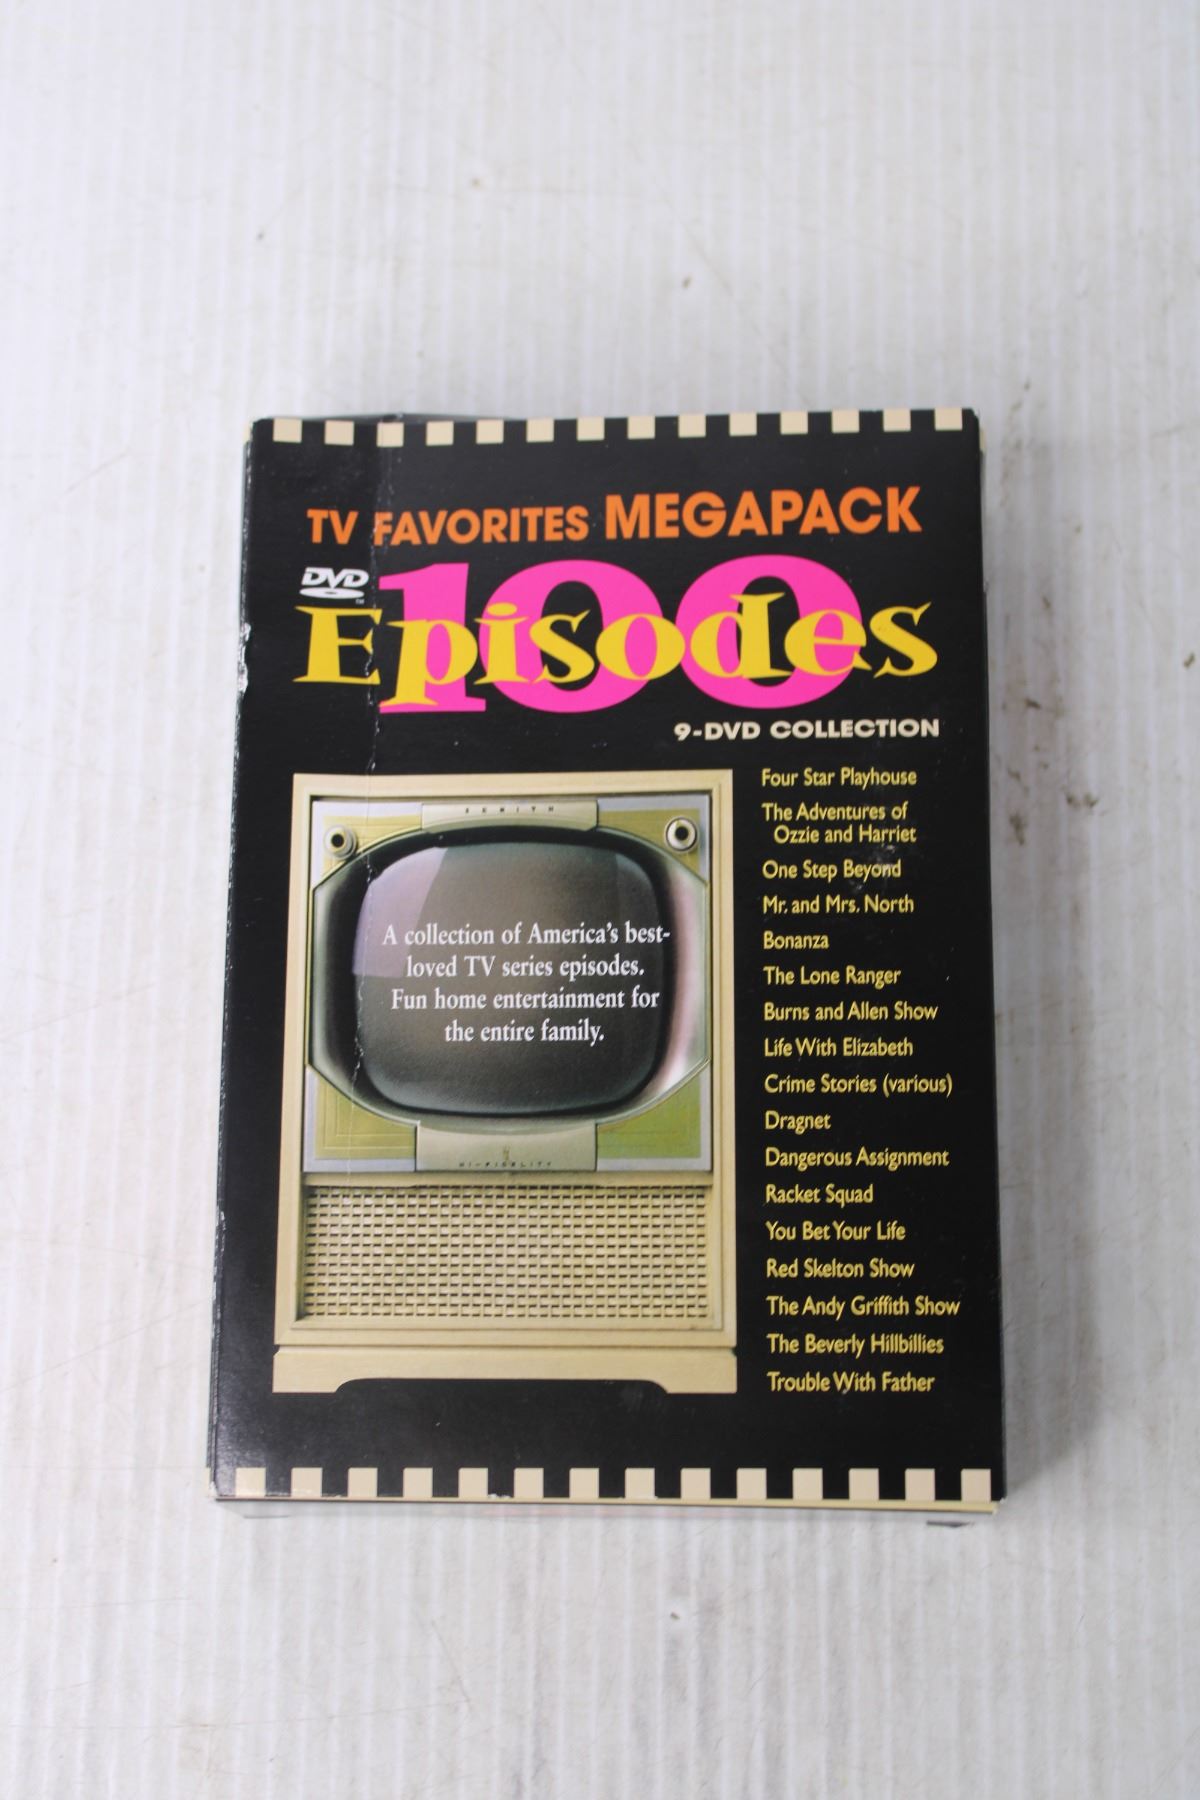 TV FAVORITES MEGAPACK
DVD
™
100
Episodes
9-DVD COLLECTION
ZENITH
A collection of America's best-
loved TV series episodes.
Fun home entertainment for
the entire family.
HI-FIDELITY
Four Star Playhouse
The Adventures of
Ozzie and Harriet
One Step Beyond
Mr. and Mrs. North
Bonanza
The Lone Ranger
Burns and Allen Show
Life With Elizabeth
Crime Stories (various)
Dragnet
Dangerous Assignment
Racket Squad
You Bet Your Life
Red Skelton Show
The Andy Griffith Show
The Beverly Hillbillies
Trouble With Father